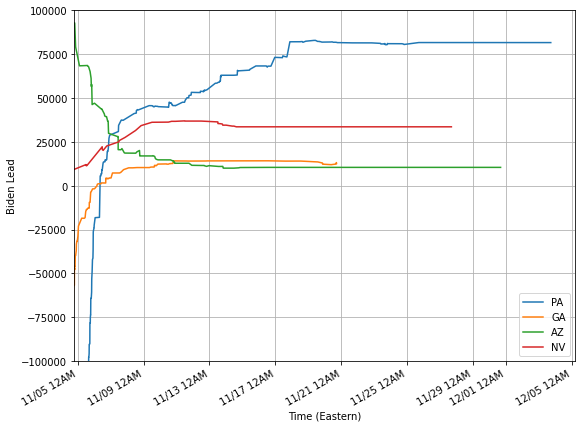 100000
75000
50000
25000
0
−25000
−50000
−75000
−100000
Biden Lead
PA
GA
AZ
NV
11/05 12AM
11/09 12AM
11/13 12AM
11/17 12AM
11/21 12AM
11/25 12AM
11/29 12AM
12/01 12AM
12/05 12AM
Time (Eastern)